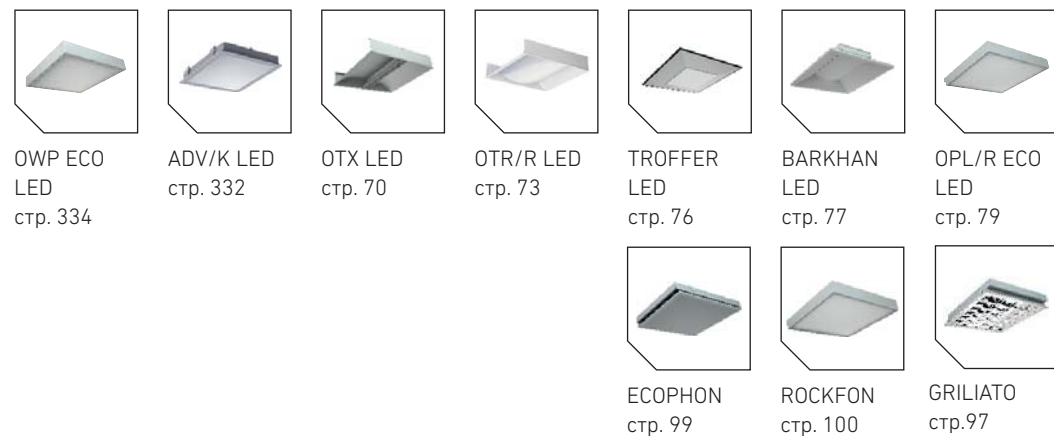 OWP ECO
LED
стр. 334
ADV/K LED
стр. 332
OTX LED
стр. 70
OTR/R LED
стр. 73
TROFFER
LED
стр. 76
BARKHAN
LED
стр. 77
OPL/R ECO
LED
стр. 79
ECOPHON
стр. 99
ROCKFON
стр. 100
GRILIATO
стр.97